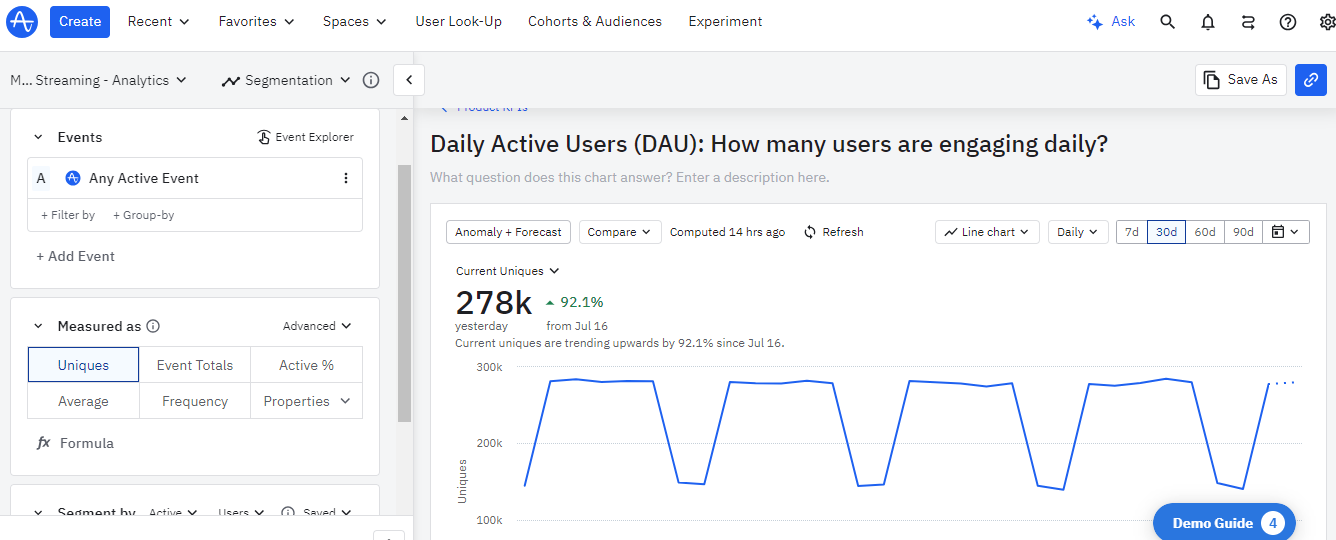 Create Recent Favorites Spaces User Look-Up Cohorts & Audiences Experiment Ask
M... Streaming - Analytics Segmentation Save As
Product KPIs
Events Event Explorer
A Any Active Event
+ Filter by + Group-by
+ Add Event
Measured as Advanced
Uniques Event Totals Active %
Average Frequency Properties
fx Formula
Segment by Active Users Saved
Daily Active Users (DAU): How many users are engaging daily?
What question does this chart answer? Enter a description here.
Anomaly + Forecast Compare Computed 14 hrs ago Refresh Line chart Daily 7d 30d 60d 90d
Current Uniques
278k 92.1%
yesterday from Jul 16
Current uniques are trending upwards by 92.1% since Jul 16.
300k
200k
Uniques
100k
Demo Guide 4